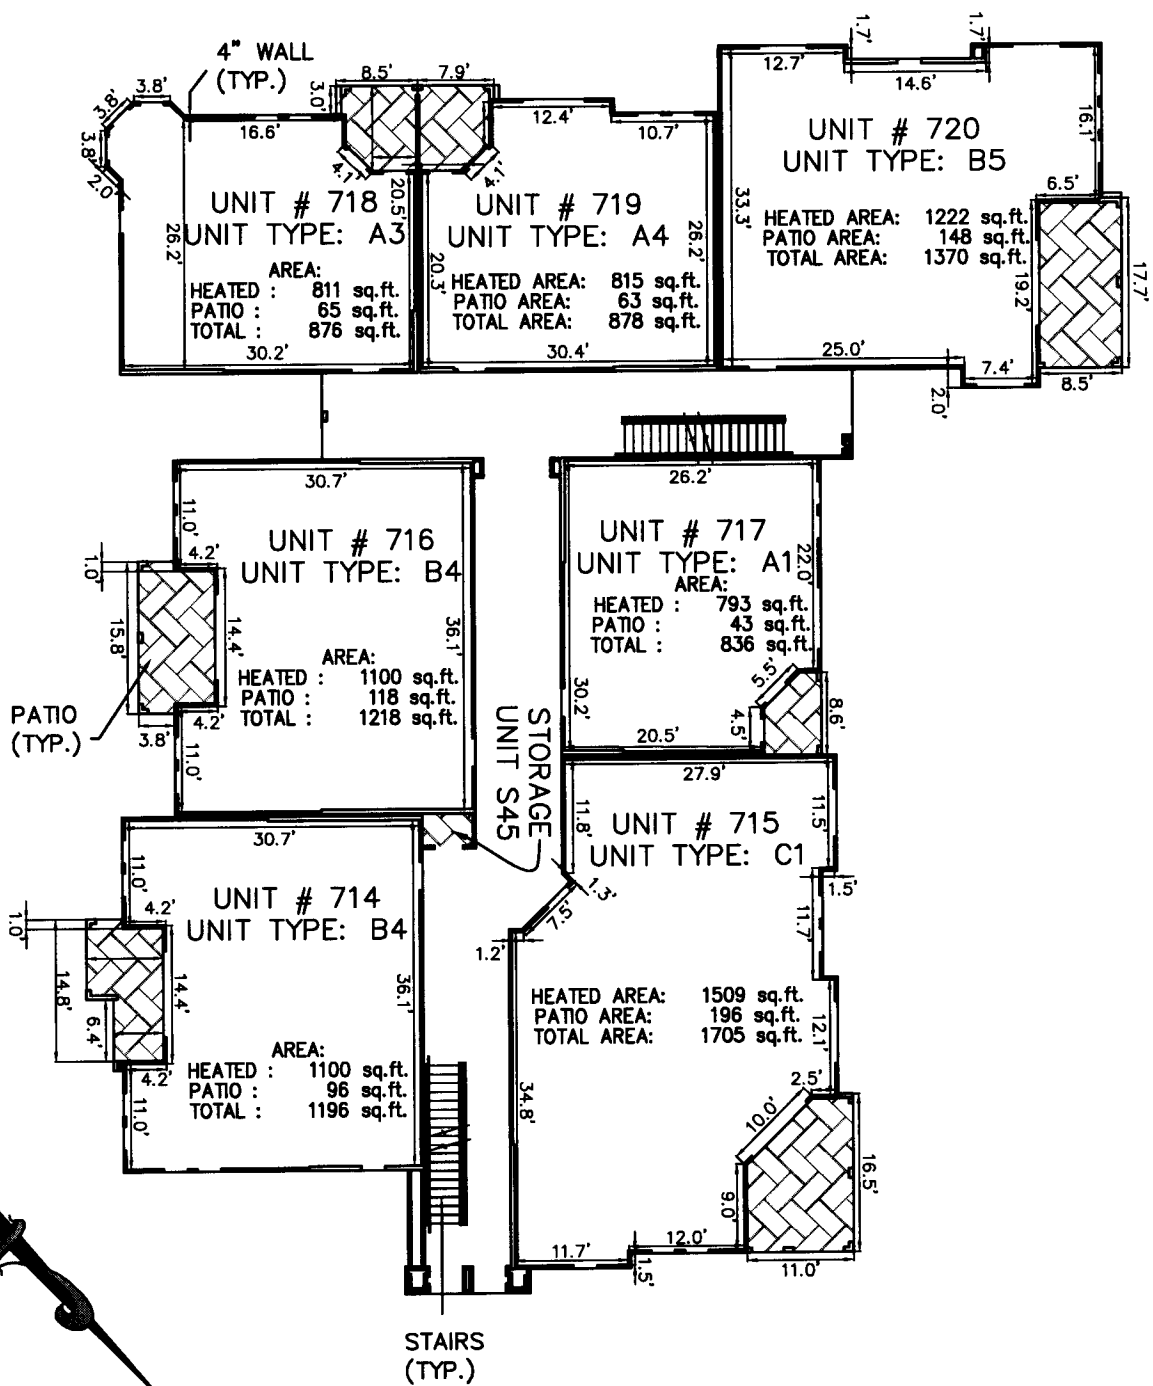 4" WALL
(TYP.)
3.8'
3.8'
3.8'
2.0'
16.6'
3.0'
8.5'
7.9'
4.1'
4.1'
12.4'
10.7'
26.2'
20.5'
UNIT # 718
UNIT TYPE: A3
AREA:
HEATED : 811 sq.ft.
PATIO : 65 sq.ft.
TOTAL : 876 sq.ft.
30.2'
UNIT # 719
UNIT TYPE: A4
20.3'
26.2'
HEATED AREA: 815 sq.ft.
PATIO AREA: 63 sq.ft.
TOTAL AREA: 878 sq.ft.
30.4'
12.7'
1.7'
14.6'
1.7'
16.1'
UNIT # 720
UNIT TYPE: B5
33.3'
6.5'
HEATED AREA: 1222 sq.ft.
PATIO AREA: 148 sq.ft.
TOTAL AREA: 1370 sq.ft.
19.2'
17.7'
25.0'
7.4'
8.5'
2.0'
30.7'
11.0'
UNIT # 716
UNIT TYPE: B4
4.2'
1.0'
15.8'
14.4'
36.1'
AREA:
HEATED : 1100 sq.ft.
PATIO : 118 sq.ft.
TOTAL : 1218 sq.ft.
4.2'
3.8'
11.0'
PATIO
(TYP.)
26.2'
UNIT # 717
UNIT TYPE: A1
22.0'
AREA:
HEATED : 793 sq.ft.
PATIO : 43 sq.ft.
TOTAL : 836 sq.ft.
30.2'
5.5'
4.5'
8.6'
20.5'
STORAGE
UNIT S45
27.9'
11.8'
11.5'
UNIT # 715
UNIT TYPE: C1
1.3'
7.5'
1.2'
1.5'
11.7'
HEATED AREA: 1509 sq.ft.
PATIO AREA: 196 sq.ft.
TOTAL AREA: 1705 sq.ft.
12.1'
2.5'
34.8'
10.0'
9.0'
16.5'
12.0'
11.7'
1.5'
11.0'
30.7'
11.0'
UNIT # 714
UNIT TYPE: B4
4.2'
1.0'
14.8'
6.4'
14.4'
36.1'
AREA:
HEATED : 1100 sq.ft.
PATIO : 96 sq.ft.
TOTAL : 1196 sq.ft.
4.2'
11.0'
STAIRS
(TYP.)